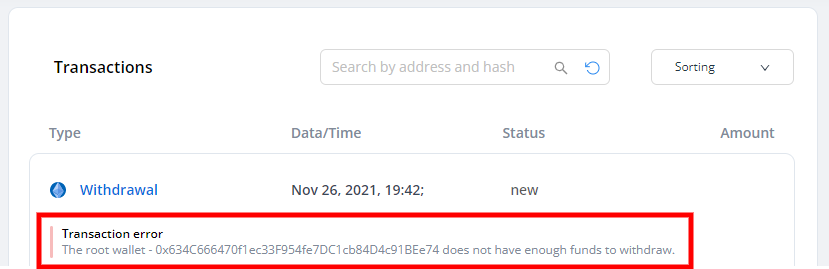 Transactions
Search by address and hash
Sorting
Type Data/Time Status Amount
Withdrawal Nov 26, 2021, 19:42; new
Transaction error
The root wallet - 0x634C666470f1ec33F954fe7DC1cb84D4c91BEe74 does not have enough funds to withdraw.